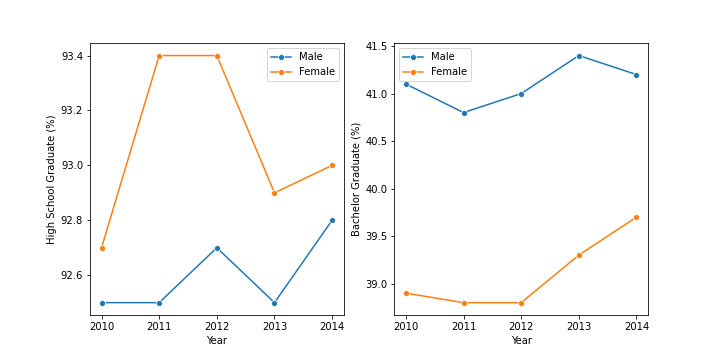 High School Graduate (%)
93.4
93.2
93.0
92.8
92.6
Male
Female
2010 2011 2012 2013 2014
Year
Bachelor Graduate (%)
41.5
41.0
40.5
40.0
39.5
39.0
Male
Female
2010 2011 2012 2013 2014
Year